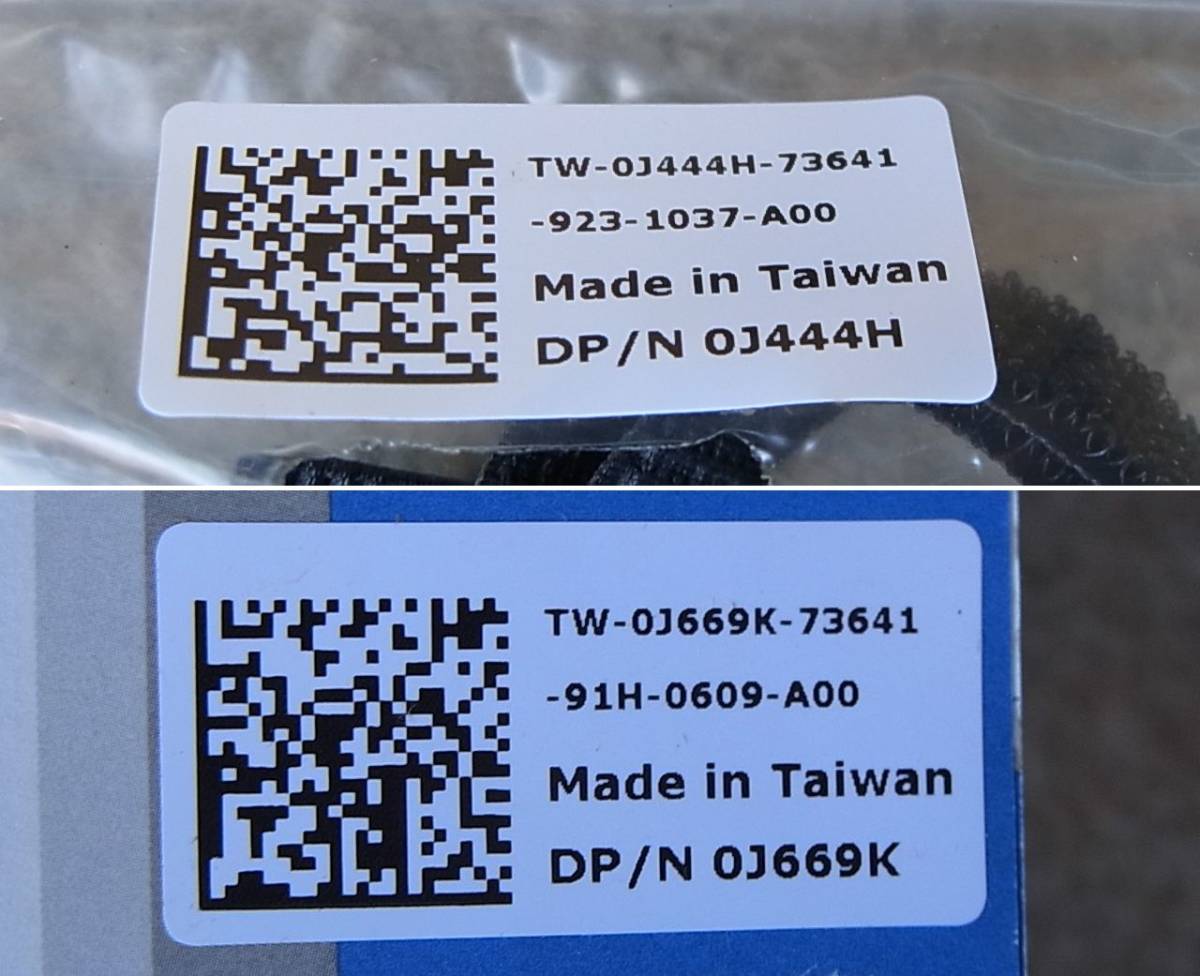 TW-0J444H-73641
-923-1037-A00
Made in Taiwan
DP/N 0J444H
TW-0J669K-73641
-91H-0609-A00
Made in Taiwan
DP/N 0J669K